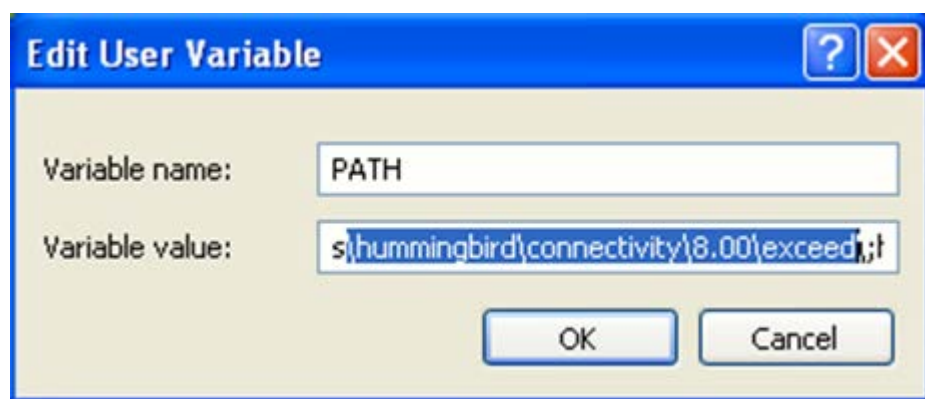 Edit User Variable
Variable name: PATH
Variable value: s\hummingbird\connectivity\8.00\exceed\;
OK Cancel